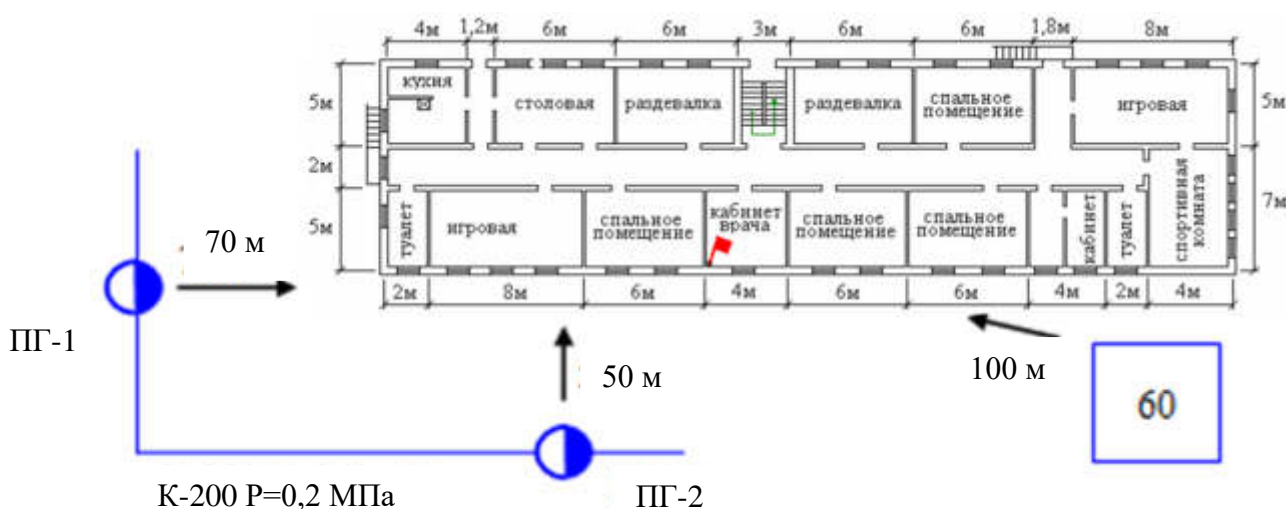 4м 1,2м 6м 6м 3м 6м 6м 1,8м 8м
кухня
5м
столовая
раздевалка
раздевалка
спальное
помещение
игровая
5м
2м
5м
туалет
игровая
спальное
помещение
кабинет
врача
спальное
помещение
спальное
помещение
кабинет
туалет
спортивная
комната
7м
2м 8м 6м 4м 6м 6м 4м 2м 4м
70 м
ПГ-1
50 м
100 м
60
К-200 Р=0,2 МПа
ПГ-2